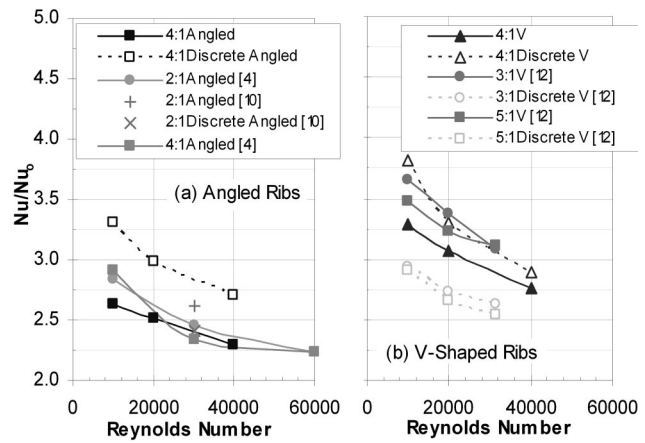 5.0
4.5
4.0
3.5
3.0
2.5
2.0
Nu/Nuo
4:1Angled
4:1Discrete Angled
2:1Angled [4]
2:1Angled [10]
2:1Discrete Angled [10]
4:1Angled [4]
(a) Angled Ribs
0
20000
40000
60000
Reynolds Number
4:1V
4:1Discrete V
3:1V [12]
3:1Discrete V [12]
5:1V [12]
5:1Discrete V [12]
(b) V-Shaped Ribs
0
20000
40000
60000
Reynolds Number